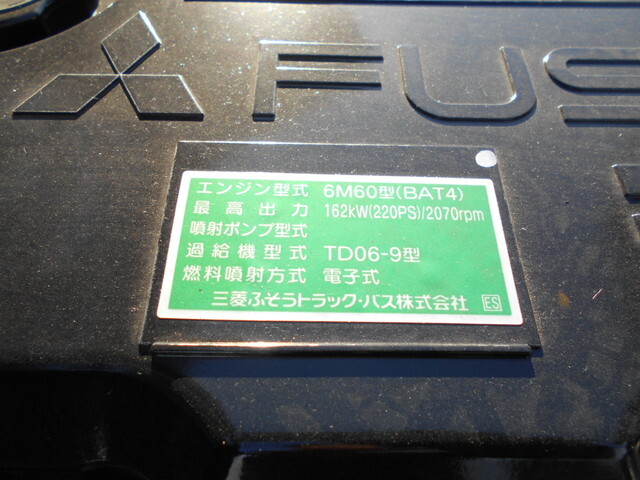 FUS
エンジン型式 6M60型(BAT4)
最高出力 162kW(220PS)/2070rpm
噴射ポンプ型式
過給機型式 TD06-9型
燃料噴射方式 電子式
三菱ふそうトラック・バス株式会社 ES